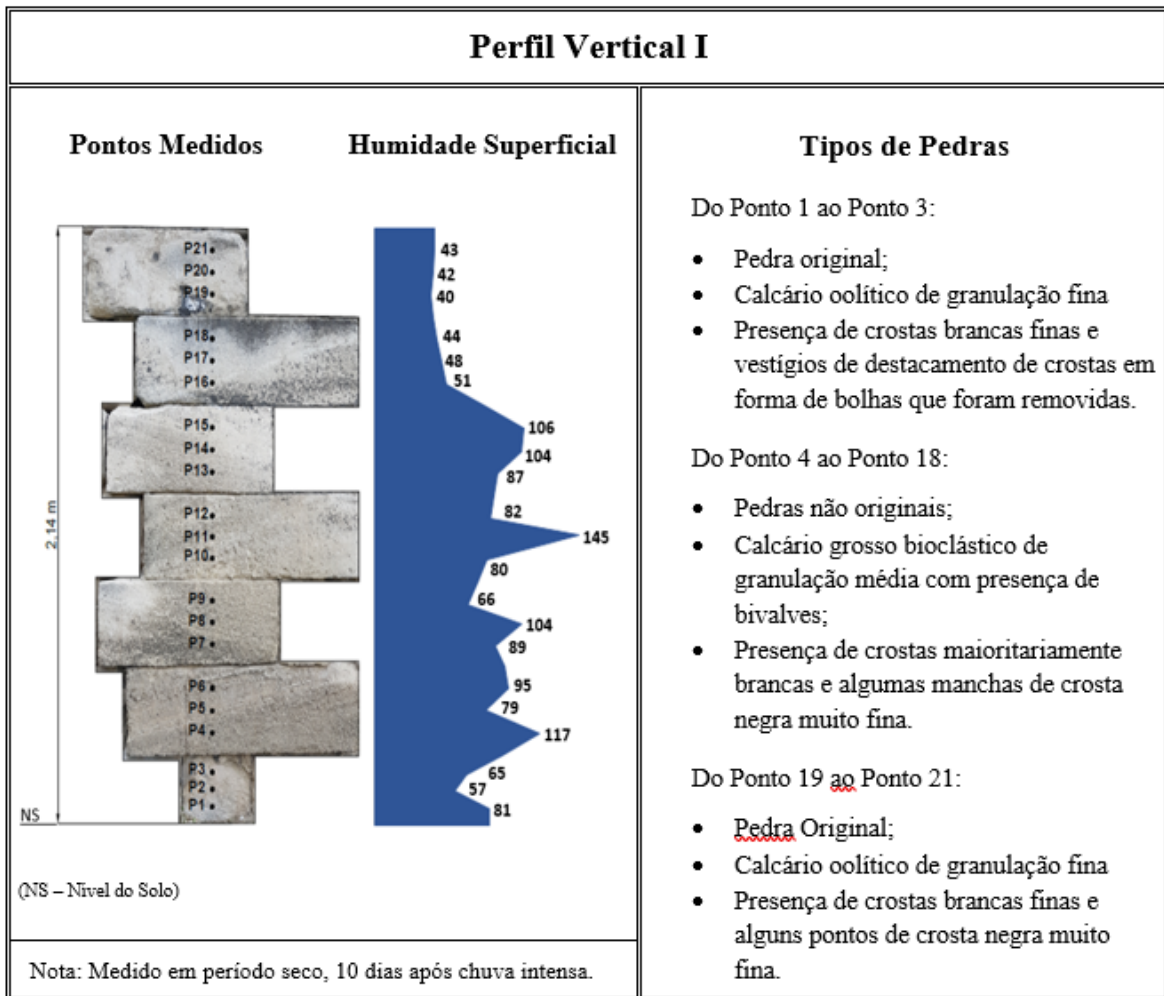 Perfil Vertical I
Pontos Medidos
Humidade Superficial
P21
P20
P19
P18
P17
P16
P15
P14
P13
P12
P11
P10
P9
P8
P7
P6
P5
P4
P3
P2
P1
2,14 m
NS
43
42
40
44
48
51
106
104
87
82
145
80
66
104
89
95
79
117
65
57
81
(NS – Nivel do Solo)
Nota: Medido em período seco, 10 dias após chuva intensa.
Tipos de Pedras
Do Ponto 1 ao Ponto 3:
• Pedra original;
• Calcário oolítico de granulação fina
• Presença de crostas brancas finas e
vestígios de destacamento de crostas em
forma de bolhas que foram removidas.
Do Ponto 4 ao Ponto 18:
• Pedras não originais;
• Calcário grosso bioclástico de
granulação média com presença de
bivalves;
• Presença de crostas maioritariamente
brancas e algumas manchas de crosta
negra muito fina.
Do Ponto 19 ao Ponto 21:
• Pedra Original;
• Calcário oolítico de granulação fina
• Presença de crostas brancas finas e
alguns pontos de crosta negra muito
fina.